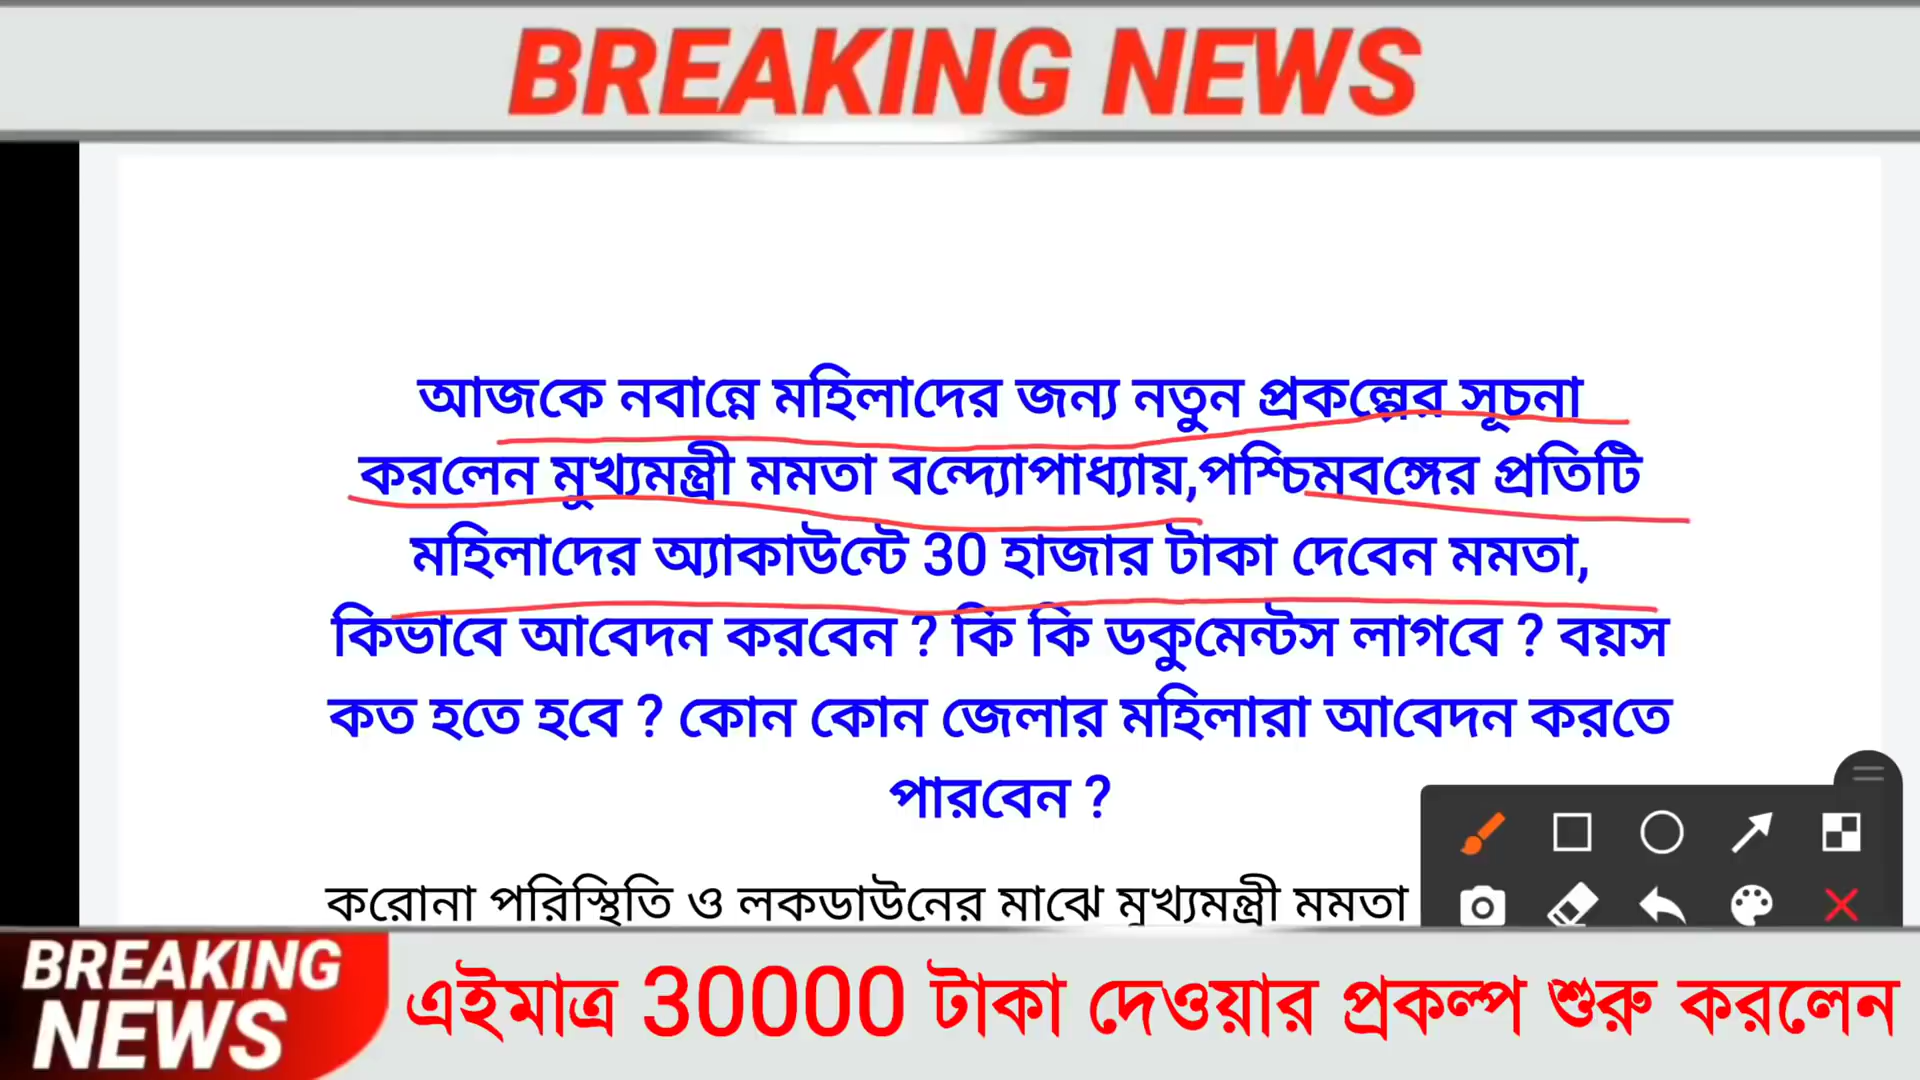 BREAKING NEWS
আজকে নবান্নে মহিলাদের জন্য নতুন প্রকল্পের সূচনা
করলেন মুখ্যমন্ত্রী মমতা বন্দ্যোপাধ্যায়,পশ্চিমবঙ্গের প্রতিটি
মহিলাদের অ্যাকাউন্টে 30 হাজার টাকা দেবেন মমতা,
কিভাবে আবেদন করবেন ? কি কি ডকুমেন্টস লাগবে ? বয়স
কত হতে হবে ? কোন কোন জেলার মহিলারা আবেদন করতে
পারবেন ?
করোনা পরিস্থিতি ও লকডাউনের মাঝে মুখ্যমন্ত্রী মমতা
BREAKING
NEWS
এইমাত্র 30000 টাকা দেওয়ার প্রকল্প শুরু করলেন